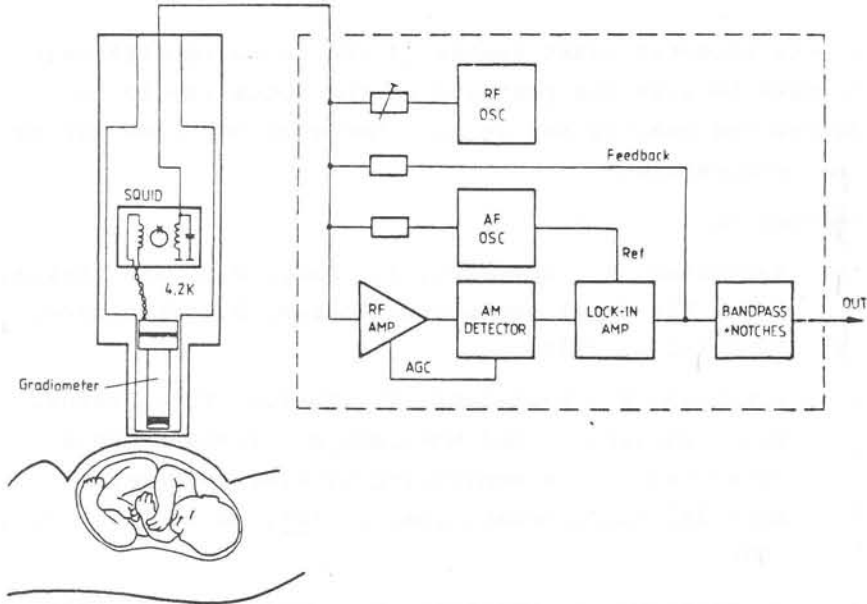 RF
OSC
Feedback
SQUID
AF
OSC
Ref
4,2K
OUT
RF
AMP
AM
DETECTOR
LOCK-IN
AMP
BANDPASS
+NOTCHES
AGC
Gradiometer